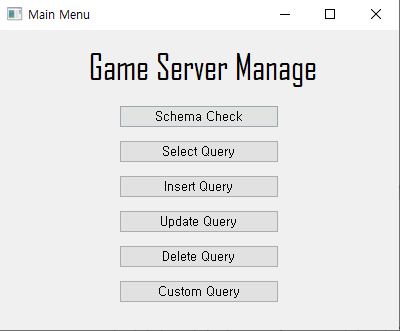 Main Menu
Game Server Manage
Schema Check
Select Query
Insert Query
Update Query
Delete Query
Custom Query